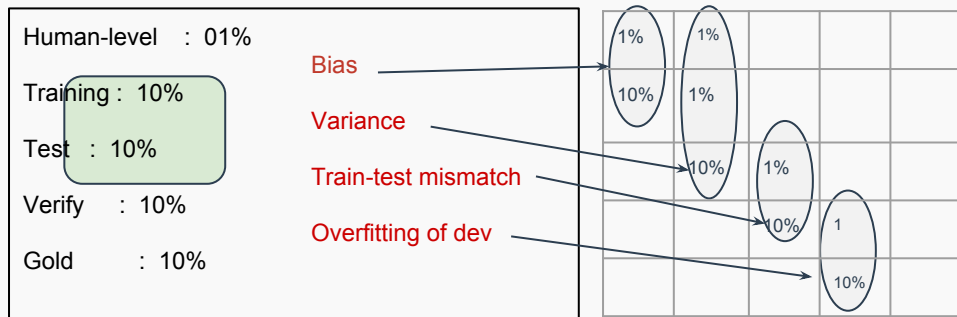 Human-level : 01%
Training : 10%
Test : 10%
Verify : 10%
Gold : 10%
Bias
Variance
Train-test mismatch
Overfitting of dev
1% 1%
10% 1%
10% 1%
10% 1
10%